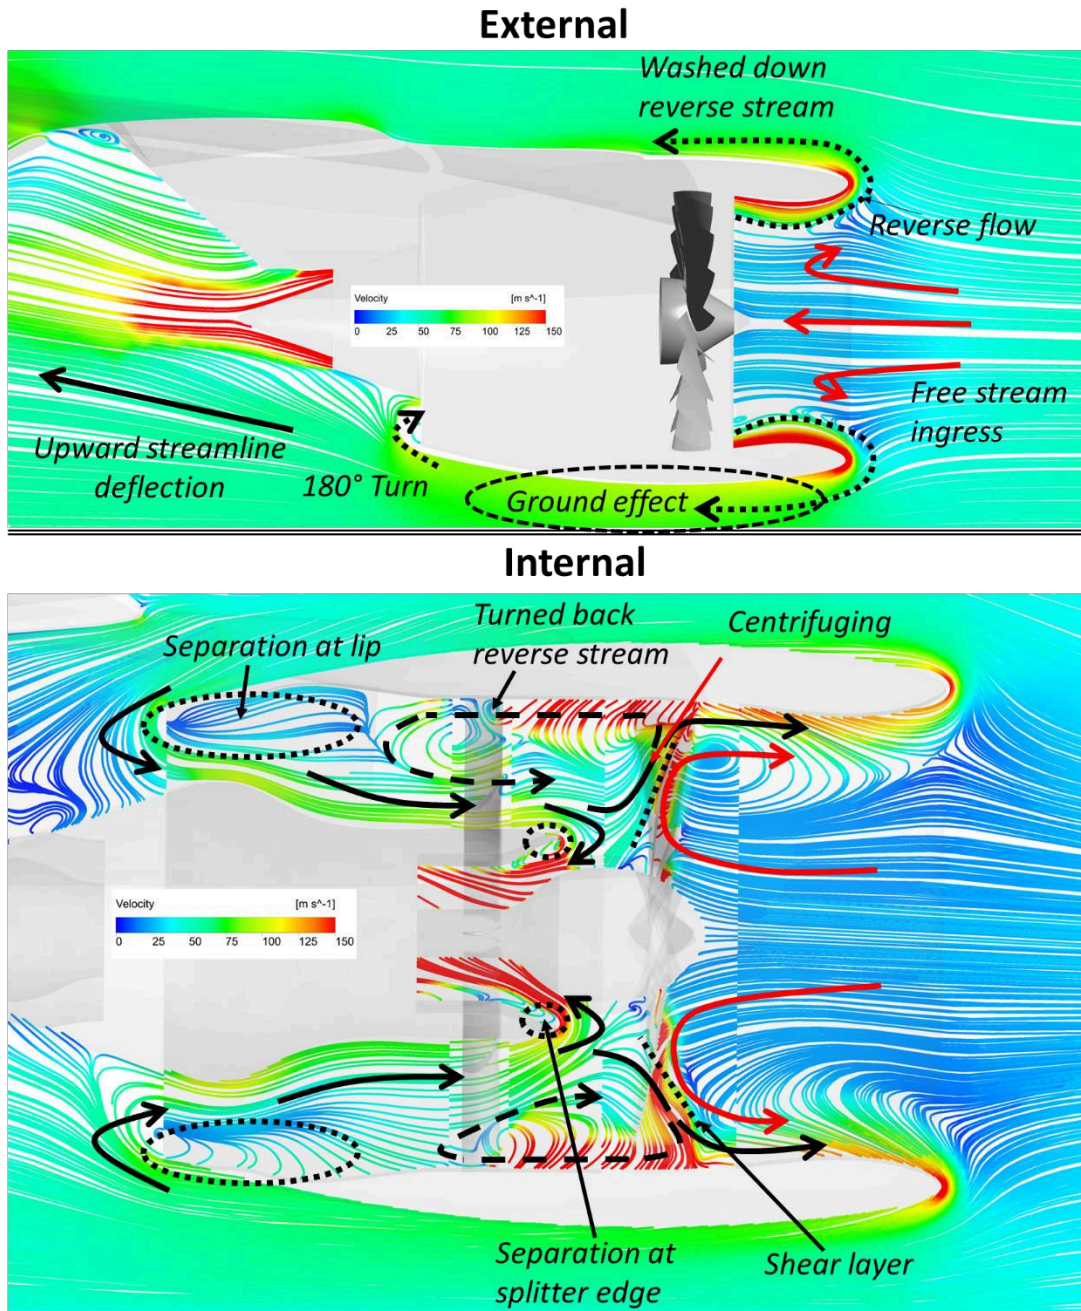 External
Washed down
reverse stream
Reverse flow
Velocity [m s^-1]
0 25 50 75 100 125 150
Free stream
ingress
Upward streamline
deflection
180° Turn
Ground effect
Internal
Turned back
reverse stream
Centrifuging
Separation at lip
Velocity [m s^-1]
0 25 50 75 100 125 150
Separation at
splitter edge
Shear layer